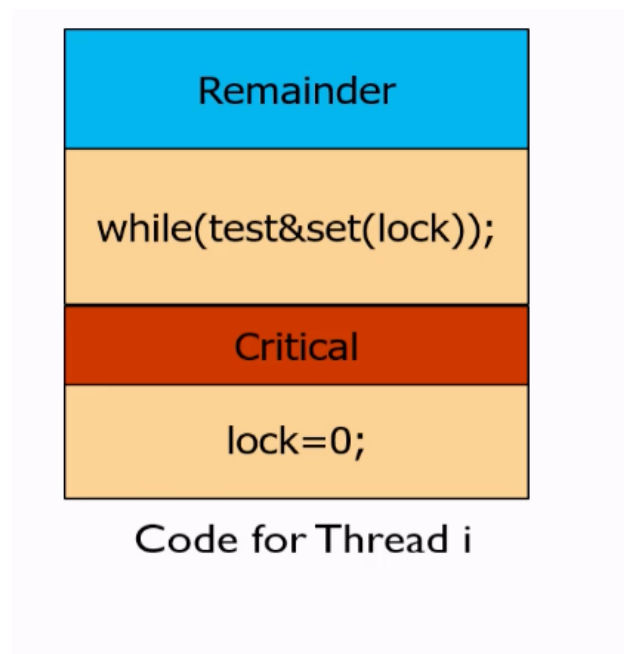 Remainder
while(test&set(lock));
Critical
lock=0;
Code for Thread i